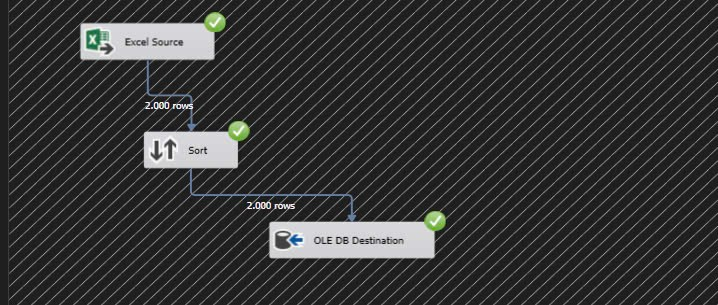 Excel Source
2.000 rows
Sort
2.000 rows
OLE DB Destination